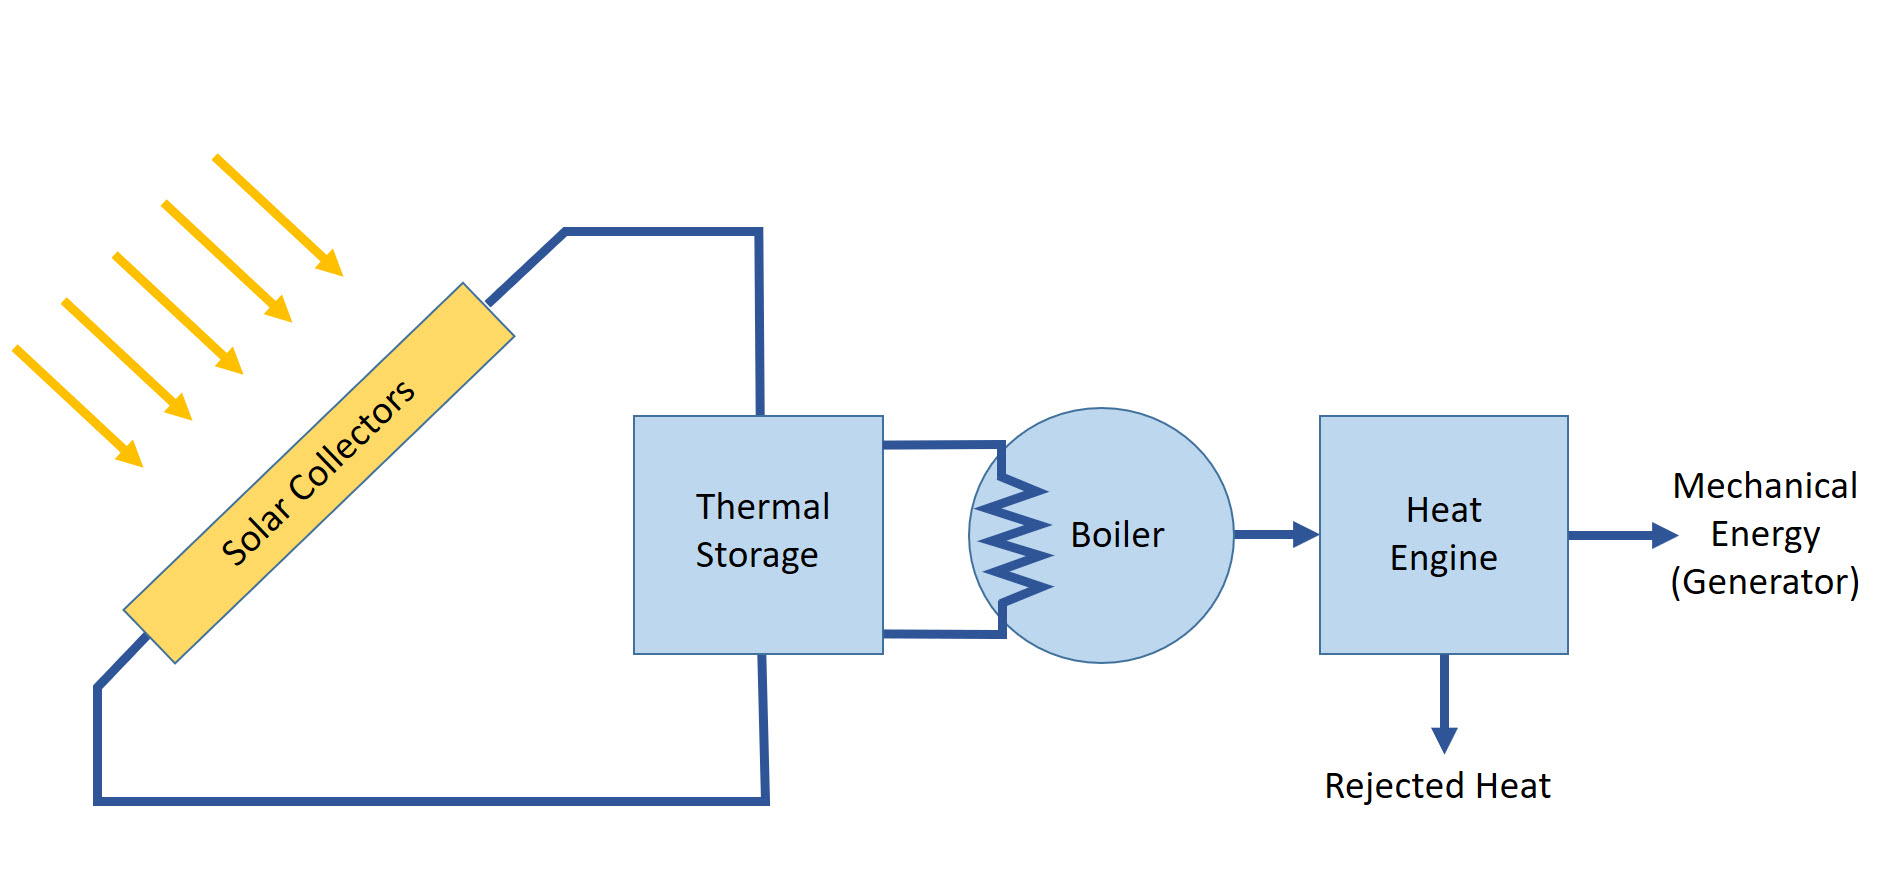 Solar Collectors
Thermal
Storage
Boiler
Heat
Engine
Mechanical
Energy
(Generator)
Rejected Heat